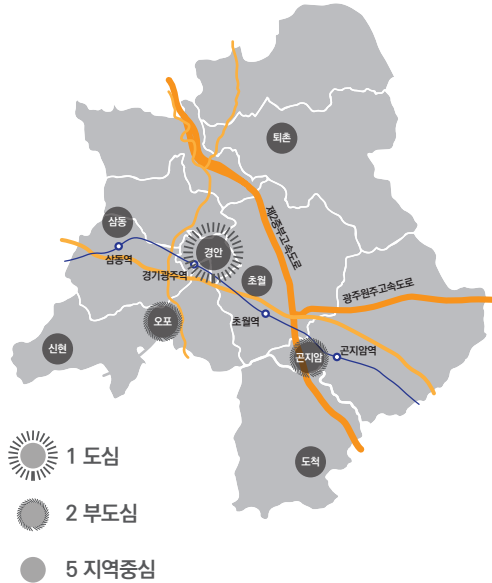 퇴촌
제2중부고속도로
삼동
삼동역
경안
경기광주역
초월
광주원주고속도로
오포
초월역
신현
곤지암
곤지암역
도척
1 도심
2 부도심
5 지역중심